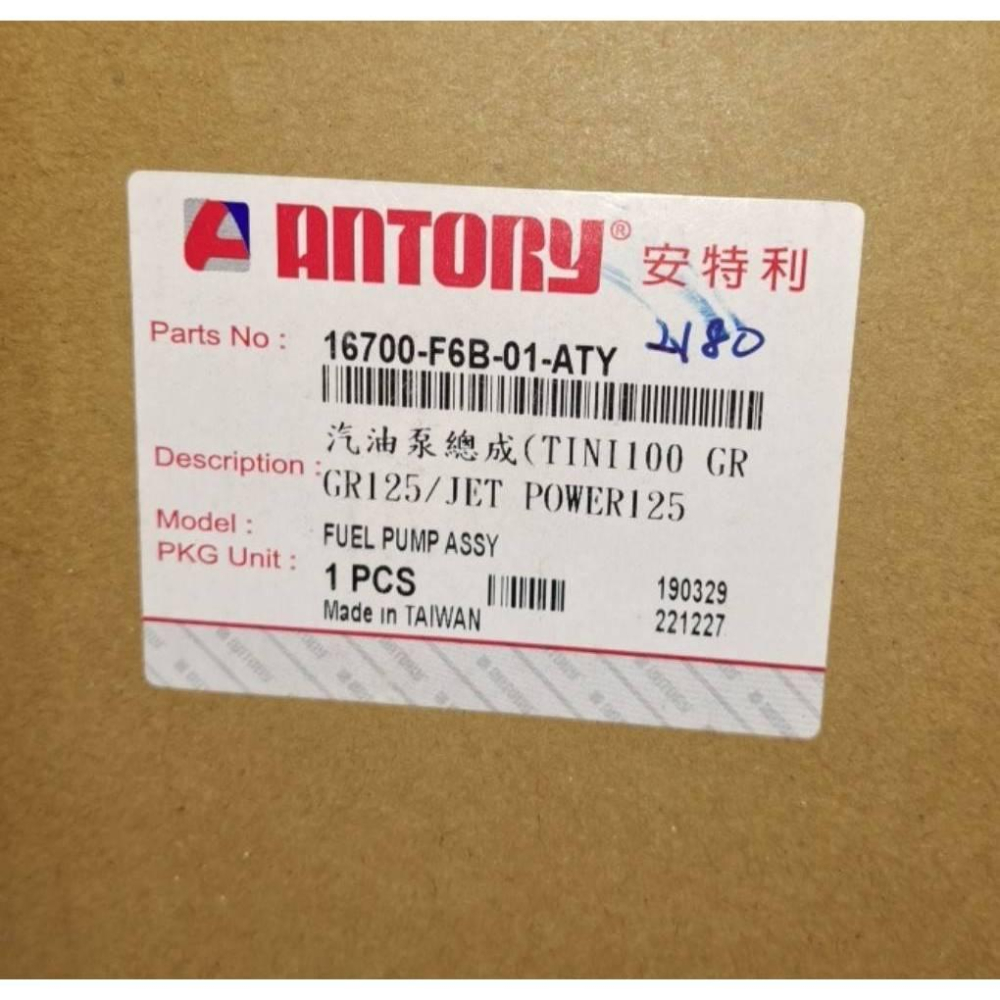 ANTORY® 安特利
2180
Parts No : 16700-F6B-01-ATY
Description : 汽油泵總成(TINI100 GR
GR125/JET POWER125
Model : FUEL PUMP ASSY
PKG Unit : 1 PCS 190329
Made in TAIWAN 221227